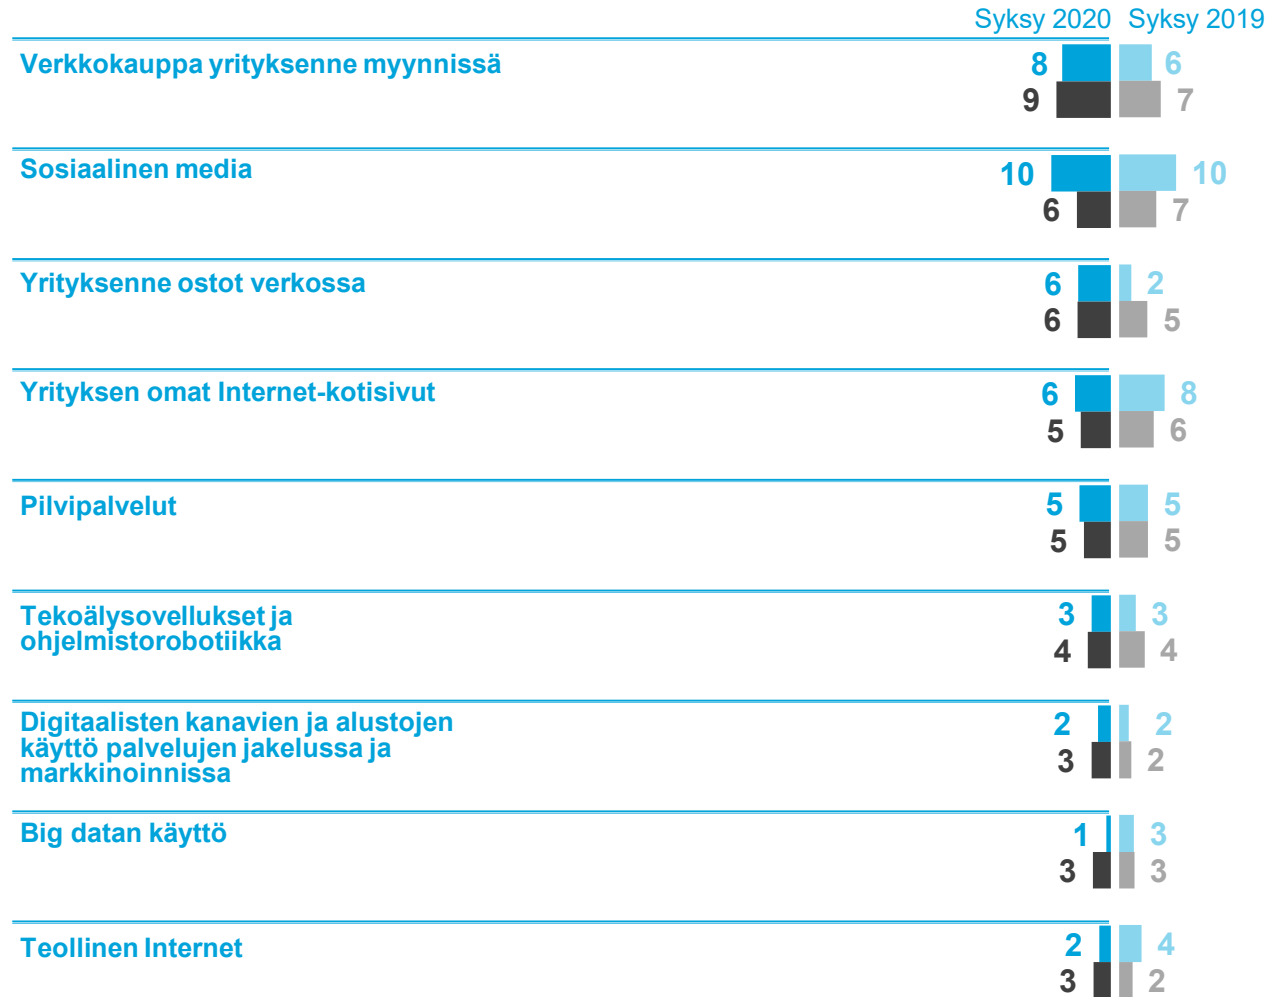 Syksy 2020 Syksy 2019
Verkkokauppa yrityksenne myynnissä
8 6
9 7
Sosiaalinen media
10 10
6 7
Yrityksenne ostot verkossa
6 2
6 5
Yrityksen omat Internet-kotisivut
6 8
5 6
Pilvipalvelut
5 5
5 5
Tekoälysovellukset ja
ohjelmistorobotiikka
3 3
4 4
Digitaalisten kanavien ja alustojen
käyttö palvelujen jakelussa ja
markkinoinnissa
2 2
3 2
Big datan käyttö
1 3
3 3
Teollinen Internet
2 4
3 2